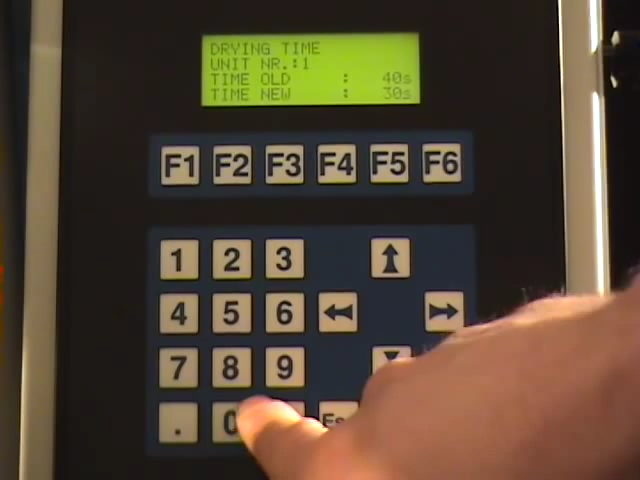 DRYING TIME
UNIT NR.:1
TIME OLD : 40s
TIME NEW : 30s
F1 F2 F3 F4 F5 F6
1 2 3
4 5 6
7 8 9
. 0